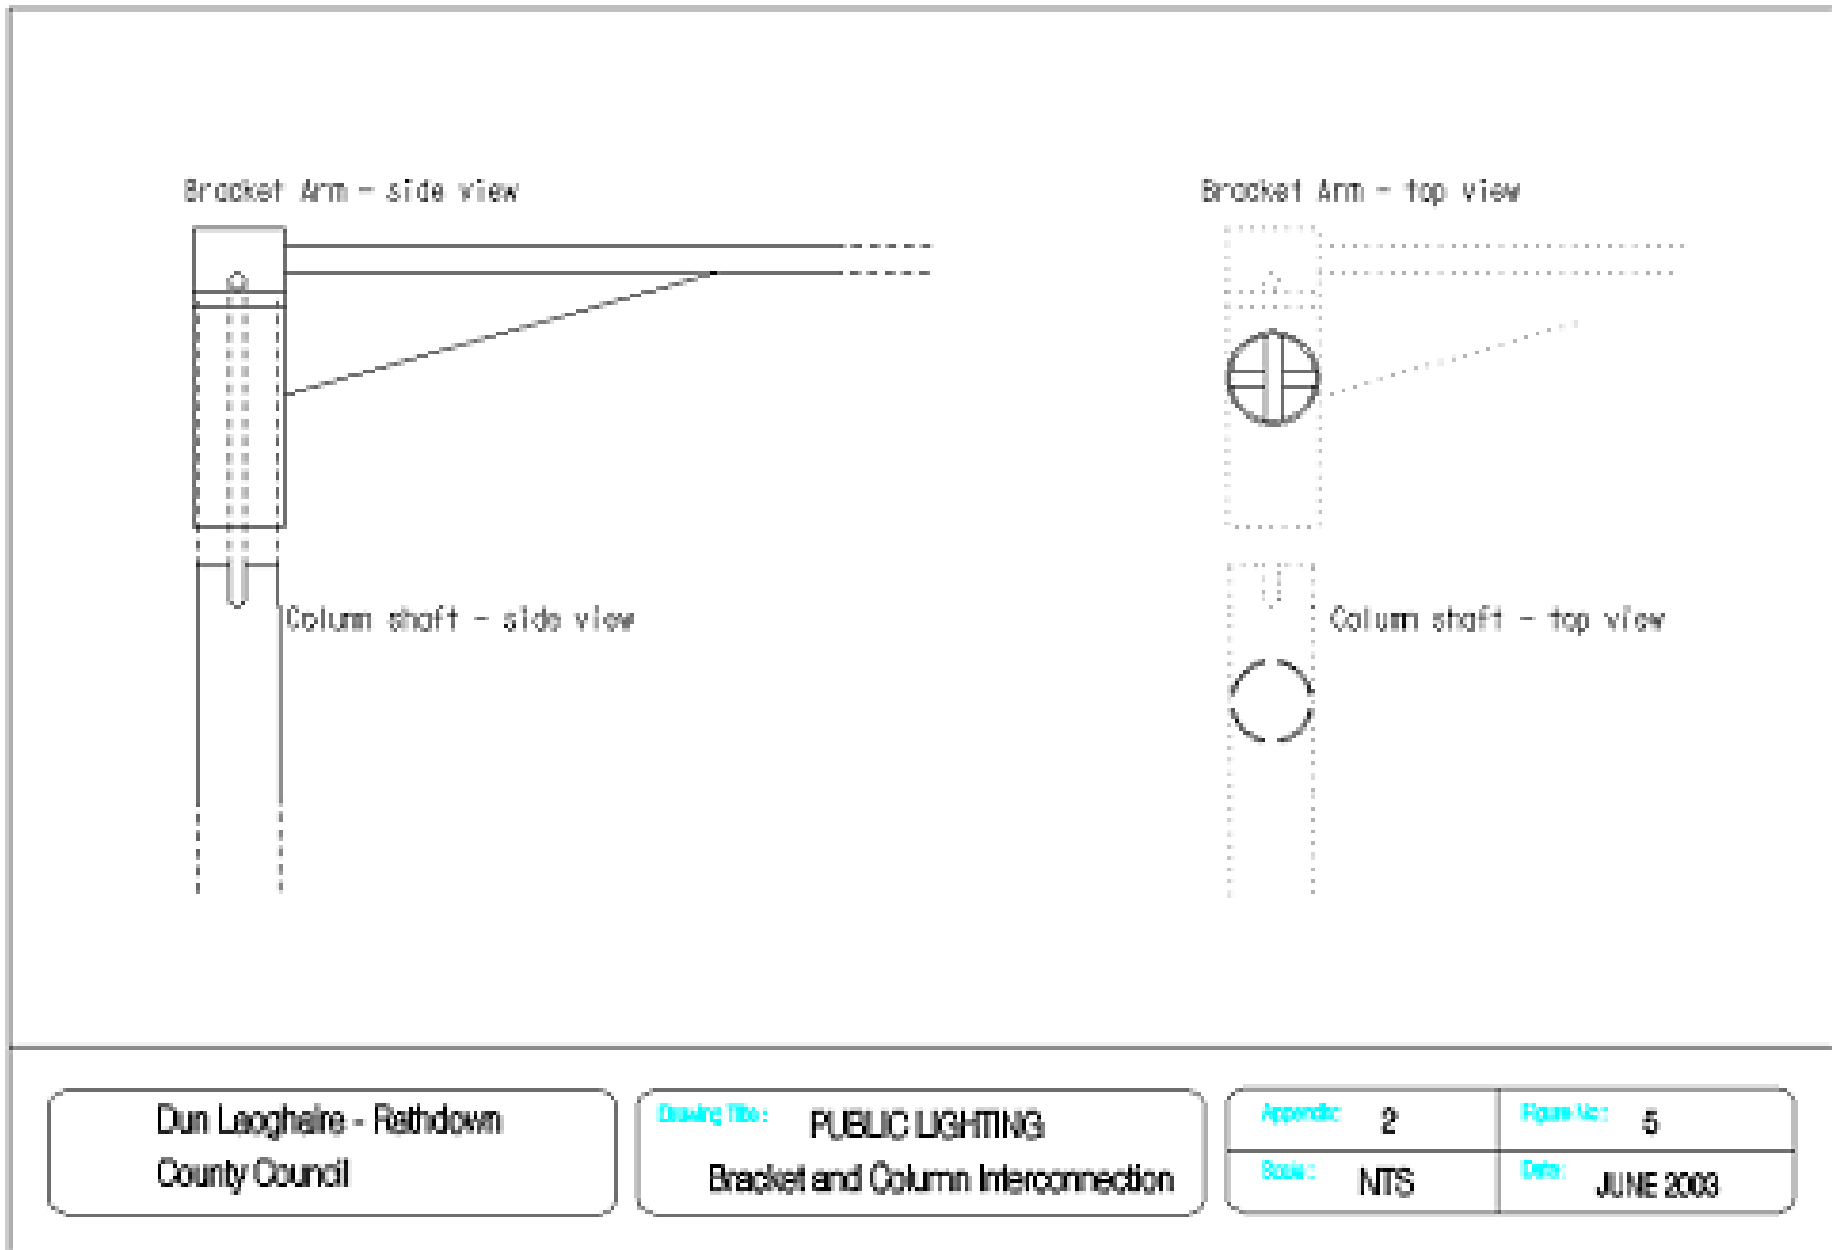 Bracket Arm - side view
Bracket Arm - top view
Column shaft - side view
Column shaft - top view
Dun Laoghaire - Rathdown
County Council
Drawing Title :
PUBLIC LIGHTING
Bracket and Column Interconnection
Appendix 2
Figure No : 5
Scale : NTS
Date : JUNE 2003